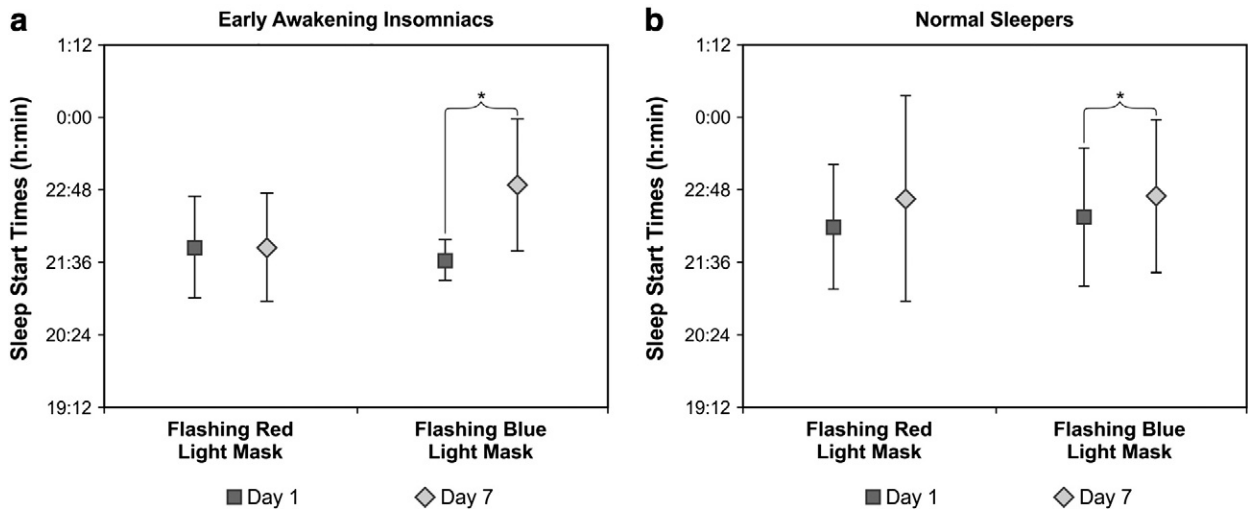 a
Early Awakening Insomniacs
Sleep Start Times (h:min)
1:12
0:00
22:48
21:36
20:24
19:12
*
Flashing Red
Light Mask
Flashing Blue
Light Mask
Day 1
Day 7
b
Normal Sleepers
Sleep Start Times (h:min)
1:12
0:00
22:48
21:36
20:24
19:12
*
Flashing Red
Light Mask
Flashing Blue
Light Mask
Day 1
Day 7